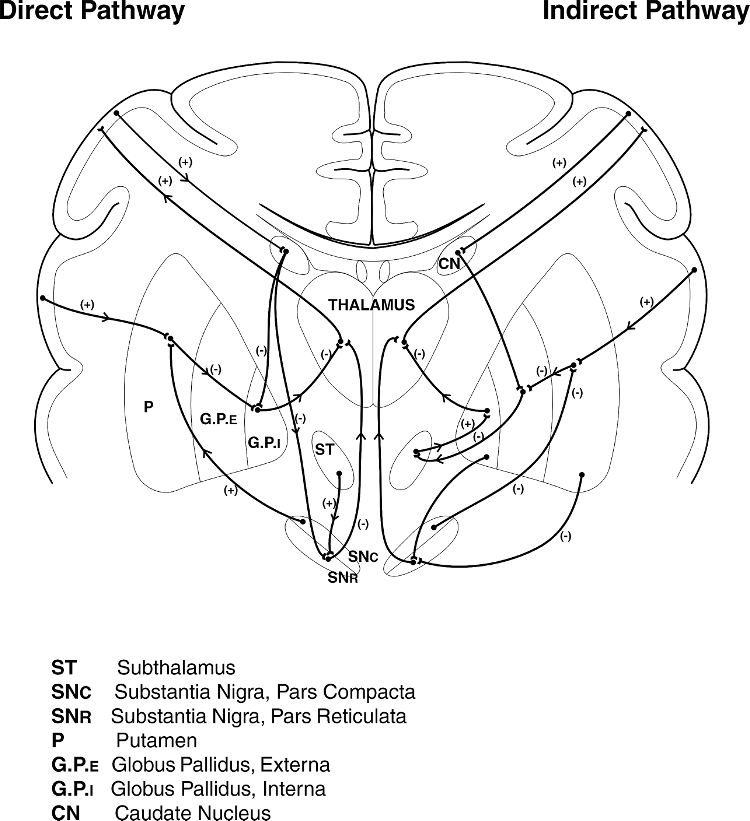 Direct Pathway
Indirect Pathway
(+)
(+)
(+)
(+)
CN
THALAMUS
(+)
(+)
(-)
(-)
(-)
(-)
(-)
(-)
P
G.P.E
G.P.I
(-)
(+)
(-)
ST
(+)
(+)
(-)
(-)
(-)
SNC
SNR
ST Subthalamus
SNC Substantia Nigra, Pars Compacta
SNR Substantia Nigra, Pars Reticulata
P Putamen
G.P.E Globus Pallidus, Externa
G.P.I Globus Pallidus, Interna
CN Caudate Nucleus